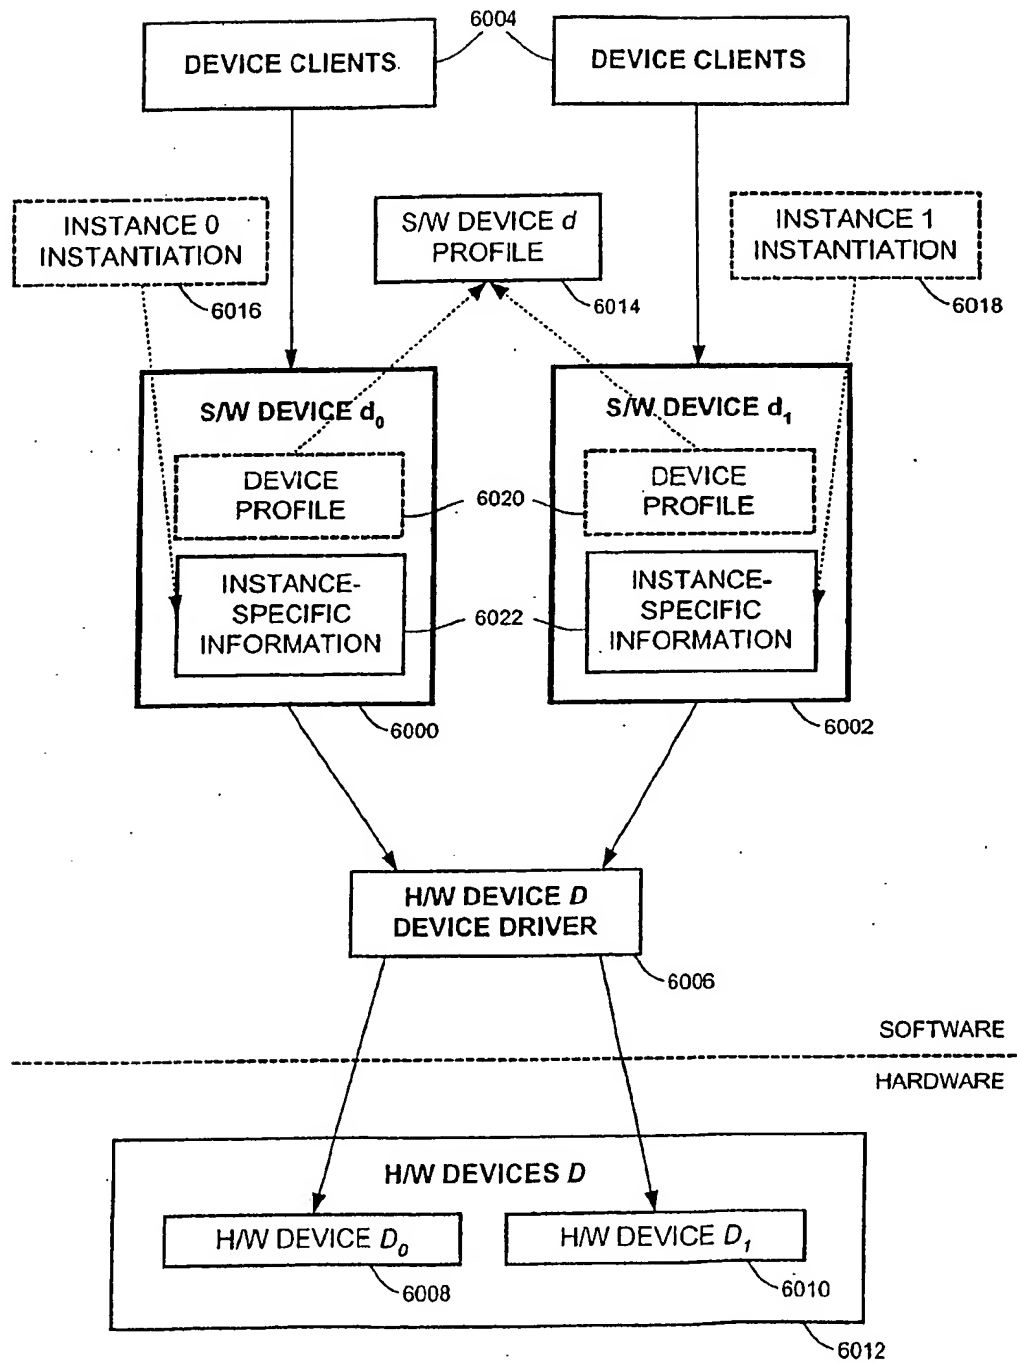 6004
DEVICE CLIENTS
DEVICE CLIENTS
INSTANCE 0
INSTANTIATION
6016
S/W DEVICE d
PROFILE
6014
INSTANCE 1
INSTANTIATION
6018
S/W DEVICE d0
DEVICE
PROFILE
INSTANCE-
SPECIFIC
INFORMATION
6000
6020
6022
S/W DEVICE d1
DEVICE
PROFILE
INSTANCE-
SPECIFIC
INFORMATION
6002
H/W DEVICE D
DEVICE DRIVER
6006
SOFTWARE
HARDWARE
H/W DEVICES D
H/W DEVICE D0
6008
H/W DEVICE D1
6010
6012